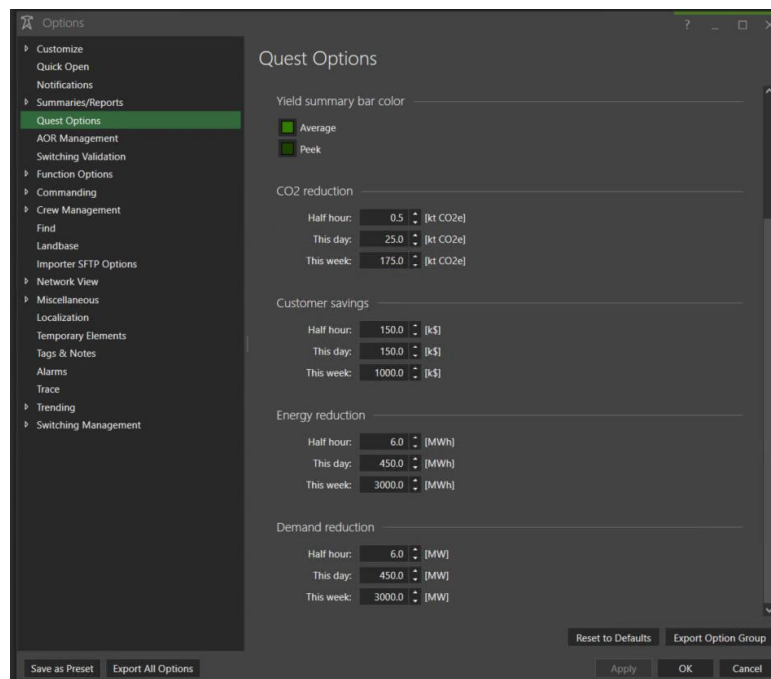 Options
?
Customize
Quick Open
Notifications
Summaries/Reports
Quest Options
AOR Management
Switching Validation
Function Options
Commanding
Crew Management
Find
Landbase
Importer SFTP Options
Network View
Miscellaneous
Localization
Temporary Elements
Tags & Notes
Alarms
Trace
Trending
Switching Management
Quest Options
Yield summary bar color
Average
Peek
CO2 reduction
Half hour: 0.5 [kt CO2e]
This day: 25.0 [kt CO2e]
This week: 175.0 [kt CO2e]
Customer savings
Half hour: 150.0 [k$]
This day: 150.0 [k$]
This week: 1000.0 [k$]
Energy reduction
Half hour: 6.0 [MWh]
This day: 450.0 [MWh]
This week: 3000.0 [MWh]
Demand reduction
Half hour: 6.0 [MW]
This day: 450.0 [MW]
This week: 3000.0 [MW]
Reset to Defaults Export Option Group
Save as Preset Export All Options Apply OK Cancel